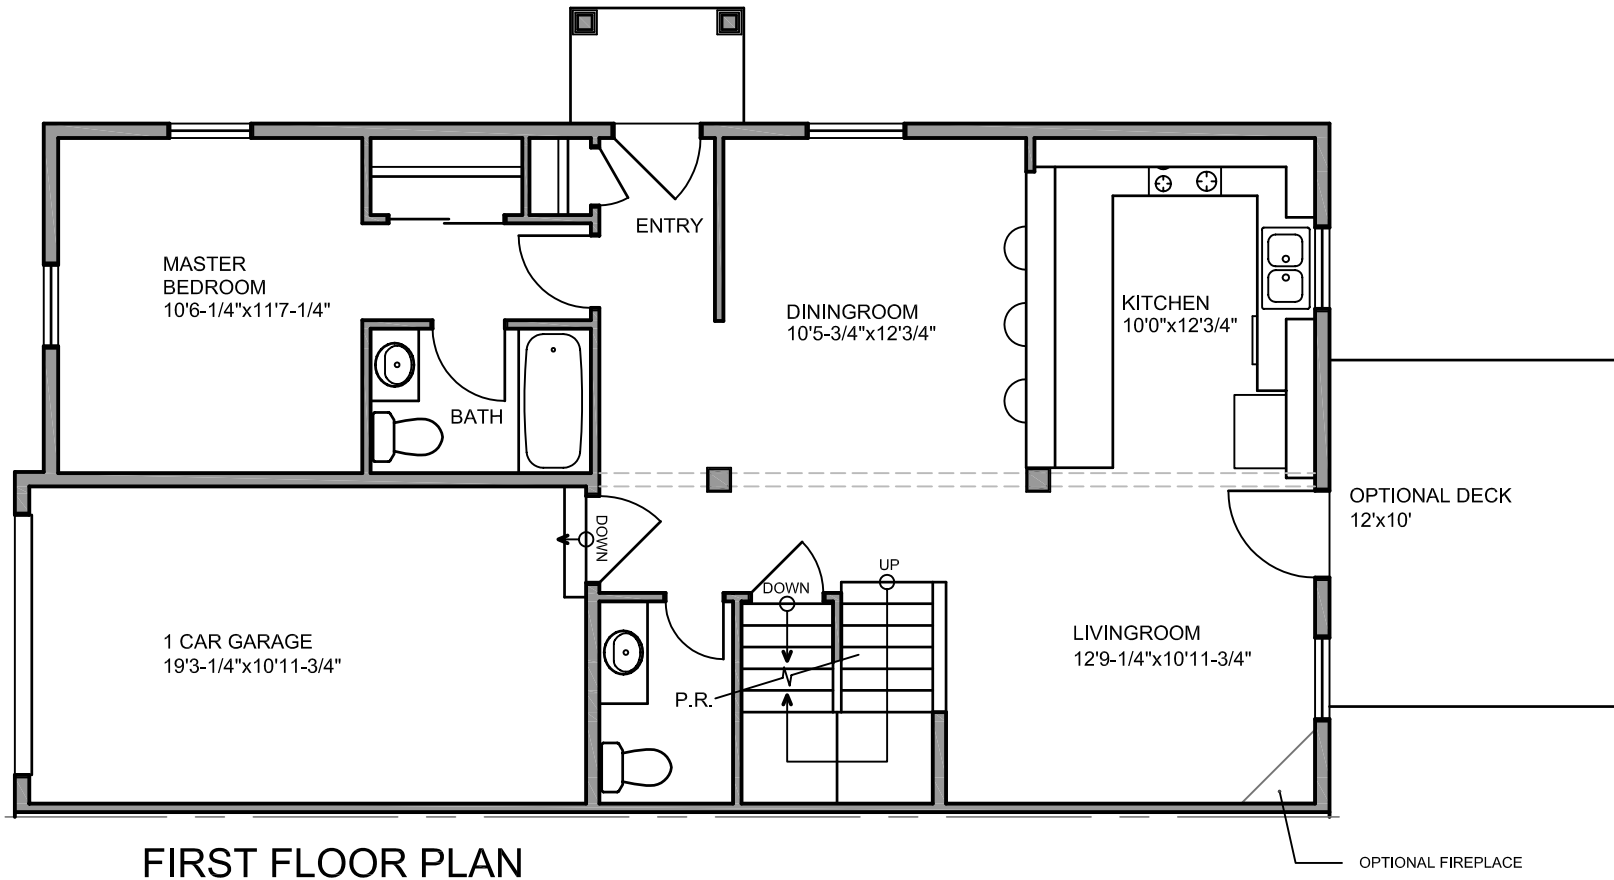 ENTRY
MASTER
BEDROOM
10'6-1/4"x11'7-1/4"
DININGROOM
10'5-3/4"x12'3/4"
KITCHEN
10'0"x12'3/4"
BATH
OPTIONAL DECK
12'x10'
DOWN
UP
DOWN
1 CAR GARAGE
19'3-1/4"x10'11-3/4"
LIVINGROOM
12'9-1/4"x10'11-3/4"
P.R.
FIRST FLOOR PLAN
OPTIONAL FIREPLACE